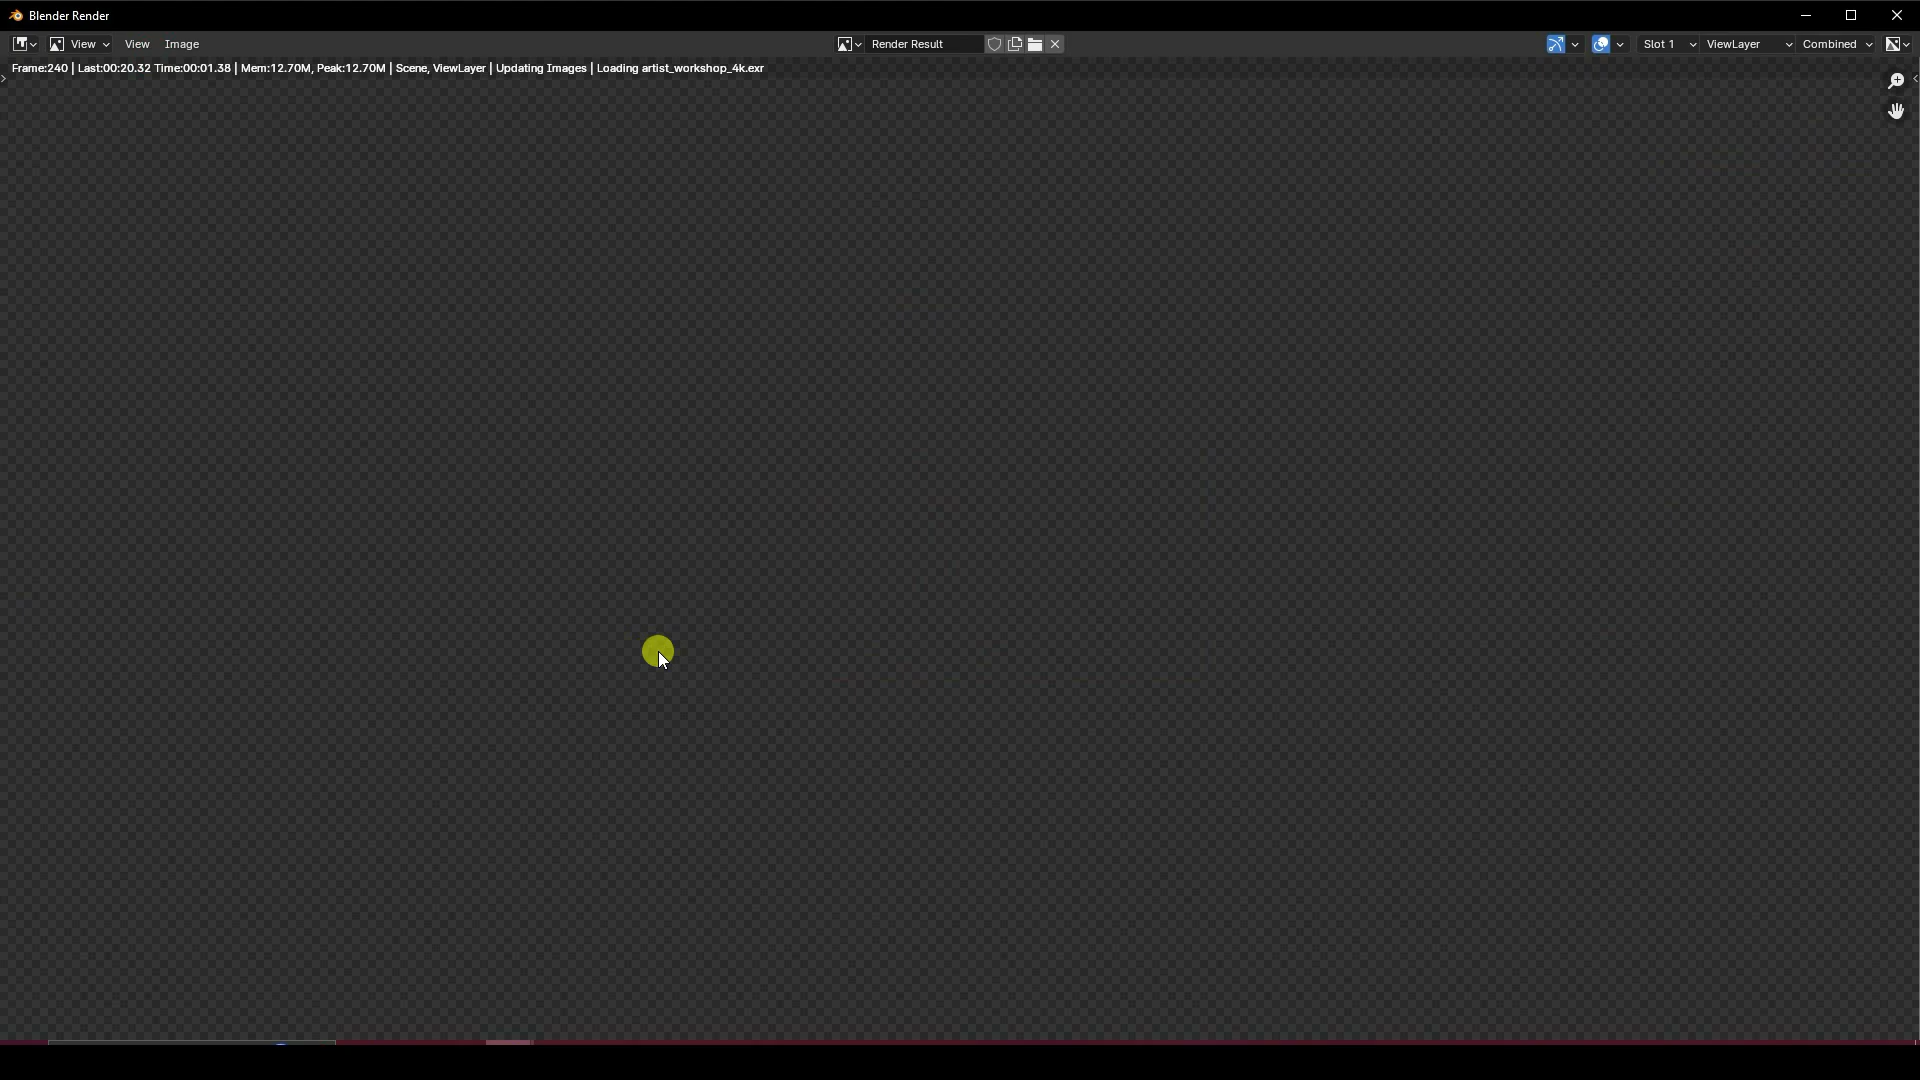 Blender Render
View View Image Render Result Slot 1 ViewLayer Combined
Frame:240 | Last:00:20.32 Time:00:01.38 | Mem:12.70M, Peak:12.70M | Scene, ViewLayer | Updating Images | Loading artist_workshop_4k.exr